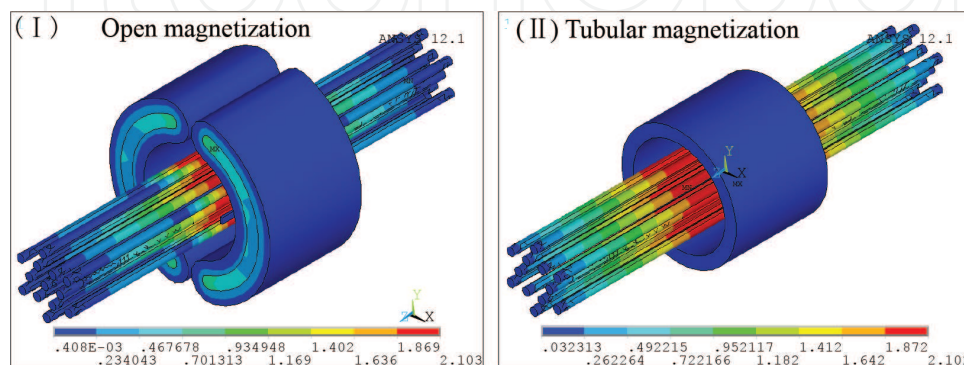 (I) Open magnetization
ANSYS 12.1
MX
Y
Z X
.408E-03 .467678 .934948 1.402 1.869
.234043 .701313 1.169 1.636 2.103
(II) Tubular magnetization
ANSYS 12.1
Y
Z X
MX
.032313 .492215 .952117 1.412 1.872
.262264 .722166 1.182 1.642